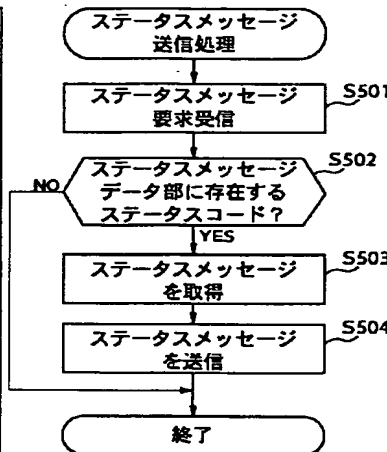 ステータスメッセージ
送信処理
ステータスメッセージ
要求受信
S501
ステータスメッセージ
データ部に存在する
ステータスコード？
S502
NO
YES
ステータスメッセージ
を取得
S503
ステータスメッセージ
を送信
S504
終了